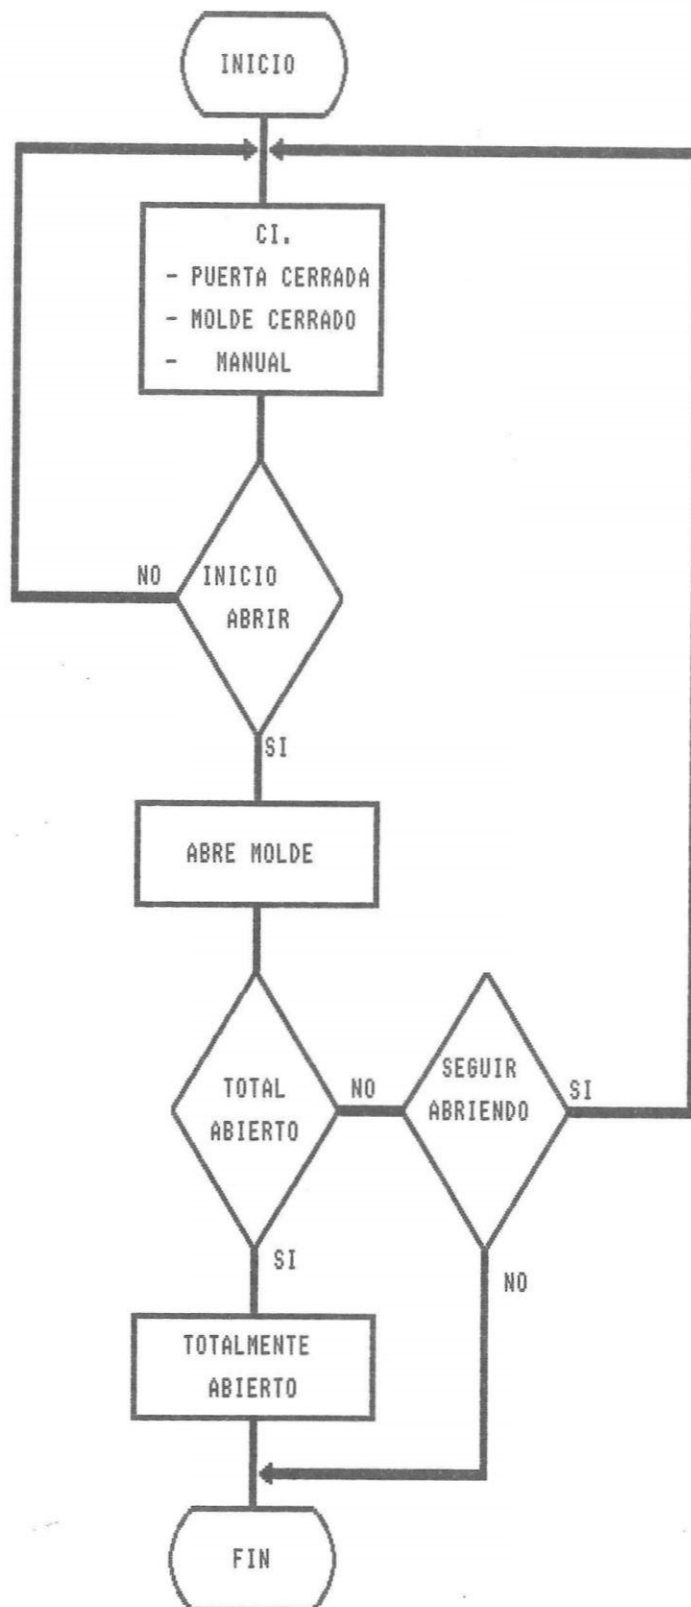 INICIO
CI.
- PUERTA CERRADA
- MOLDE CERRADO
- MANUAL
NO
INICIO
ABRIR
SI
ABRE MOLDE
TOTAL
ABIERTO
NO
SEGUIR
ABRIENDO
SI
SI
NO
TOTALMENTE
ABIERTO
FIN